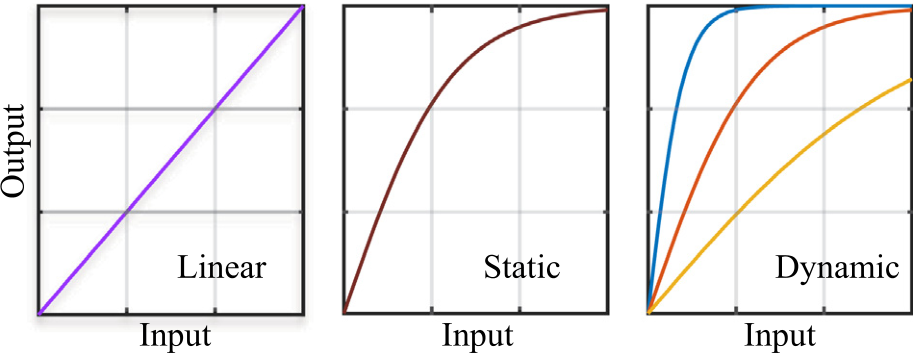 Output
Linear
Input
Static
Input
Dynamic
Input